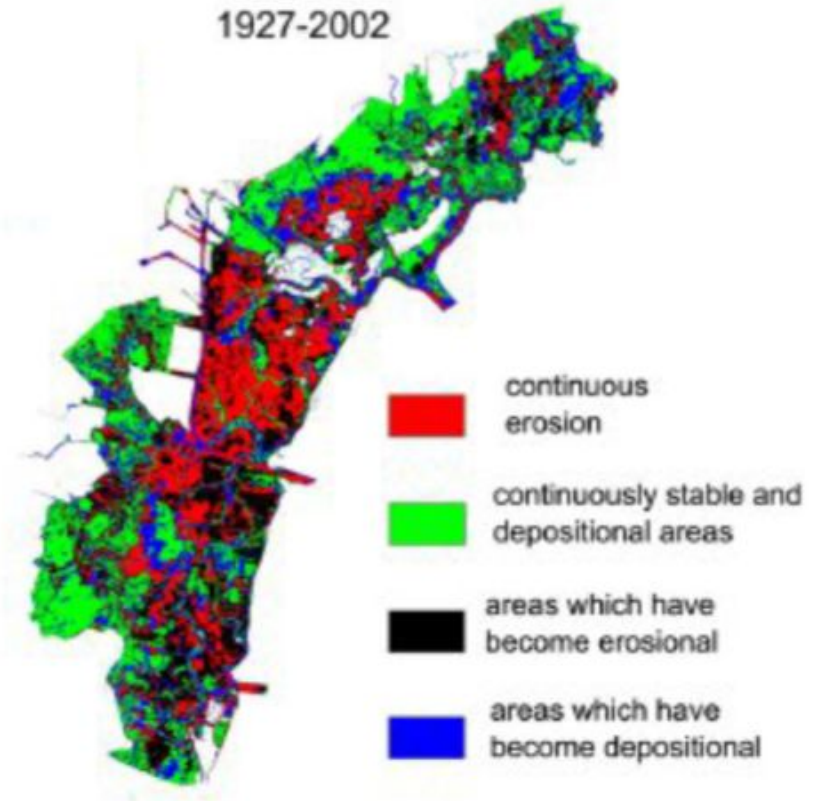 1927-2002
continuous
erosion
continuously stable and
depositional areas
areas which have
become erosional
areas which have
become depositional